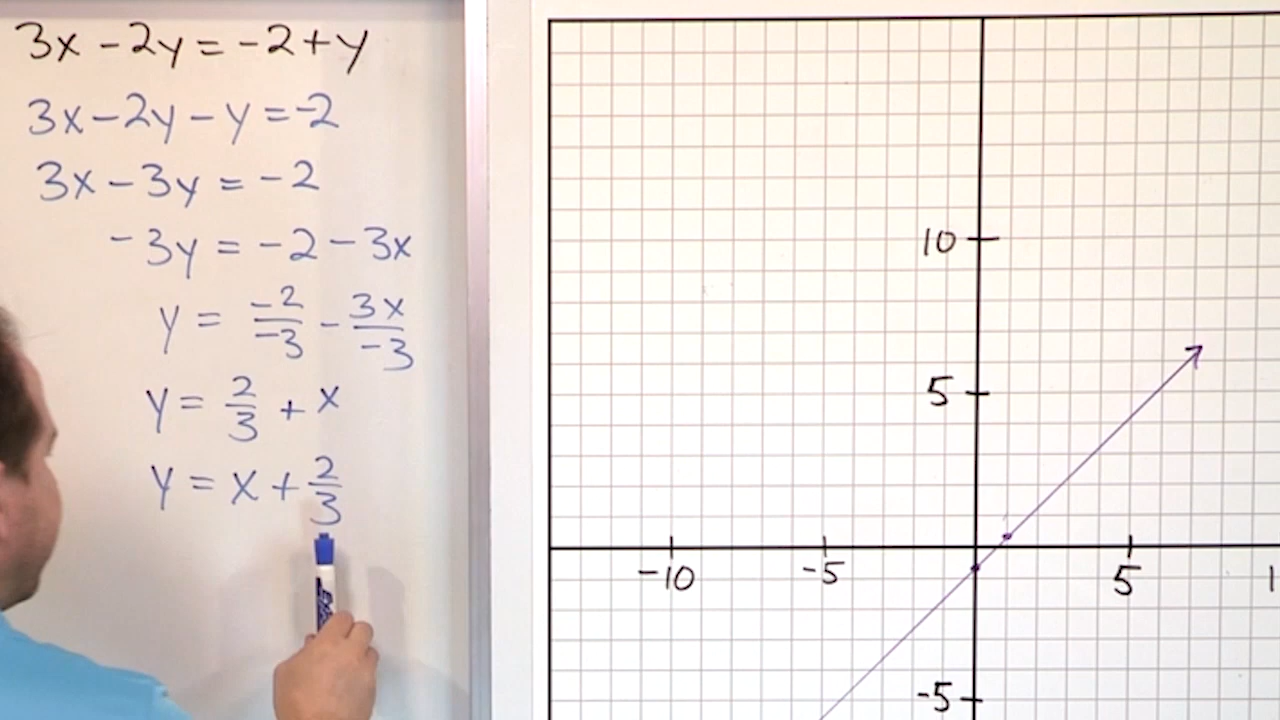 3x - 2y = -2 + y
3x - 2y - y = -2
3x - 3y = -2
-3y = -2 - 3x
y = -2/-3 - 3x/-3
y = 2/3 + x
y = x + 2/3
10
5
-10 -5 5 1
-5